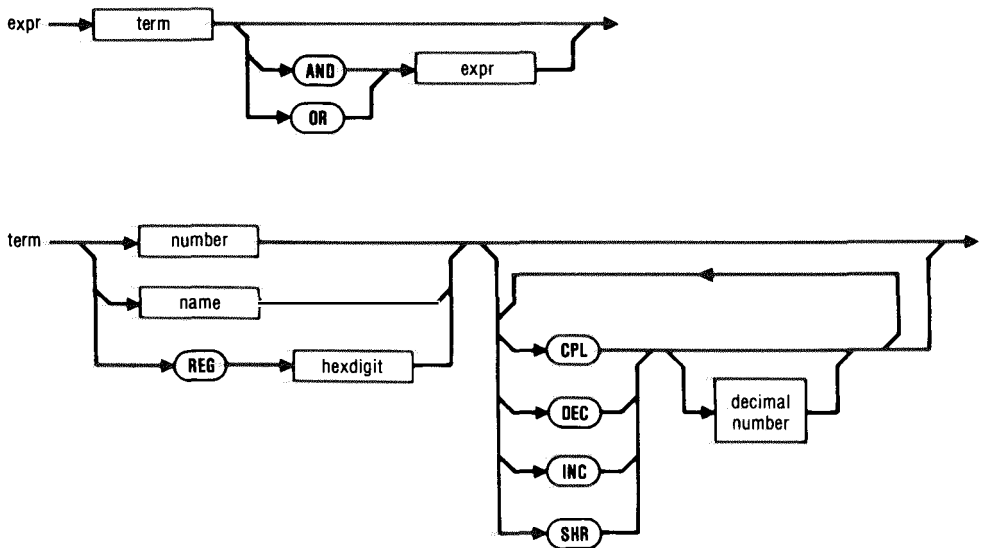 expr term
AND expr
OR
term number
name
REG hexdigit
CPL
DEC
decimal
number
INC
SHR